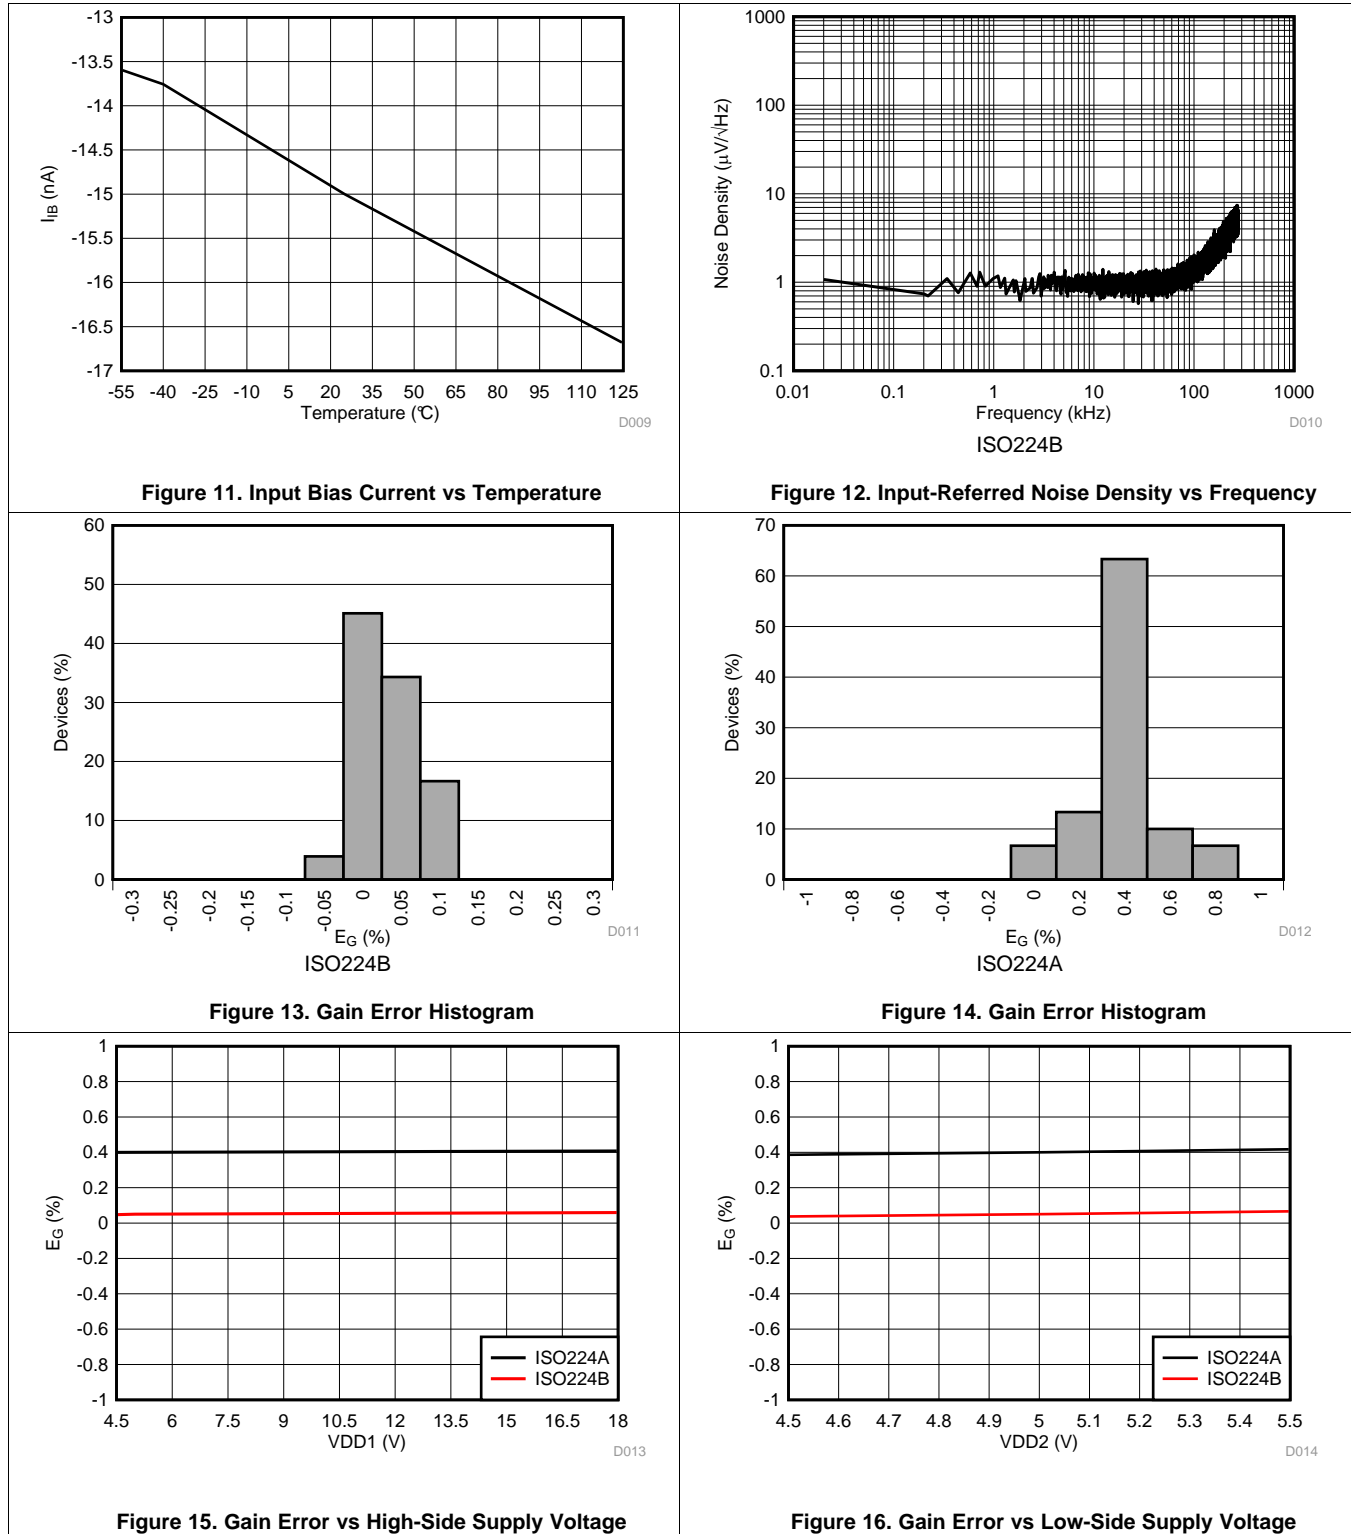 -13
-13.5
-14
-14.5
-15
-15.5
-16
-16.5
-17
I_IB (nA)
-55 -40 -25 -10 5 20 35 50 65 80 95 110 125
Temperature (°C)
D009
Figure 11. Input Bias Current vs Temperature
1000
100
10
1
0.1
Noise Density (μV/√Hz)
0.01 0.1 1 10 100 1000
Frequency (kHz)
D010
ISO224B
Figure 12. Input-Referred Noise Density vs Frequency
60
50
40
30
20
10
0
Devices (%)
-0.3 -0.25 -0.2 -0.15 -0.1 -0.05 0 0.05 0.1 0.15 0.2 0.25 0.3
E_G (%)
D011
ISO224B
Figure 13. Gain Error Histogram
70
60
50
40
30
20
10
0
Devices (%)
-1 -0.8 -0.6 -0.4 -0.2 0 0.2 0.4 0.6 0.8 1
E_G (%)
D012
ISO224A
Figure 14. Gain Error Histogram
1
0.8
0.6
0.4
0.2
0
-0.2
-0.4
-0.6
-0.8
-1
E_G (%)
ISO224A
ISO224B
4.5 6 7.5 9 10.5 12 13.5 15 16.5 18
VDD1 (V)
D013
Figure 15. Gain Error vs High-Side Supply Voltage
1
0.8
0.6
0.4
0.2
0
-0.2
-0.4
-0.6
-0.8
-1
E_G (%)
ISO224A
ISO224B
4.5 4.6 4.7 4.8 4.9 5 5.1 5.2 5.3 5.4 5.5
VDD2 (V)
D014
Figure 16. Gain Error vs Low-Side Supply Voltage